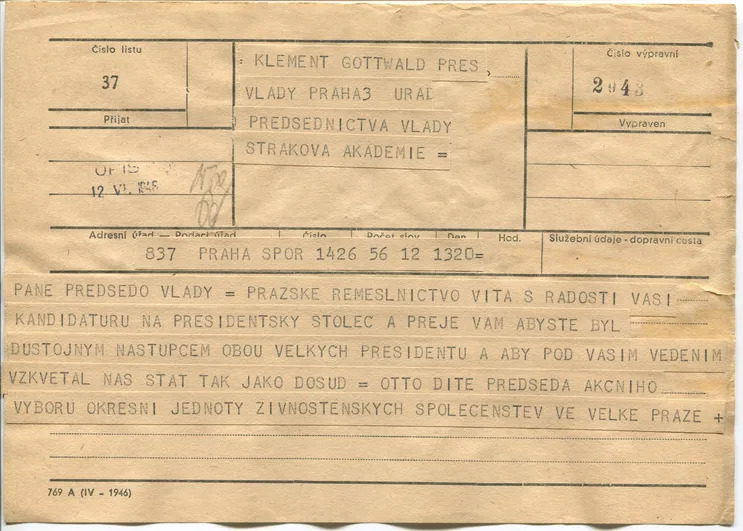 Číslo listu
37
Přijat
: KLEMENT GOTTWALD PRES
VLADY PRAHA3 URAD
PREDSEDNICTVA VLADY
STRAKOVA AKADEMIE =
Číslo výpravní
2943
Vypraven
OPIS
12 VI. 1948
Adresní úřad — Podací úřad Číslo Počet slov Den Hod. Služební údaje - dopravní cesta
837 PRAHA SPOR 1426 56 12 1320=
PANE PREDSEDO VLADY = PRAZSKE REMESLNICTVO VITA S RADOSTI VASI
KANDIDATURU NA PRESIDENTSKY STOLEC A PREJE VAM ABYSTE BYL
DUSTOJNYM NASTUPCEM OBOU VELKYCH PRESIDENTU A ABY POD VASIM VEDENIM
VZKVETAL NAS STAT TAK JAKO DOSUD = OTTO DITE PREDSEDA AKCNIHO
VYBORU OKRESNI JEDNOTY ZIVNOSTENSKYCH SPOLECENSTEV VE VELKE PRAZE +
769 A (IV - 1946)